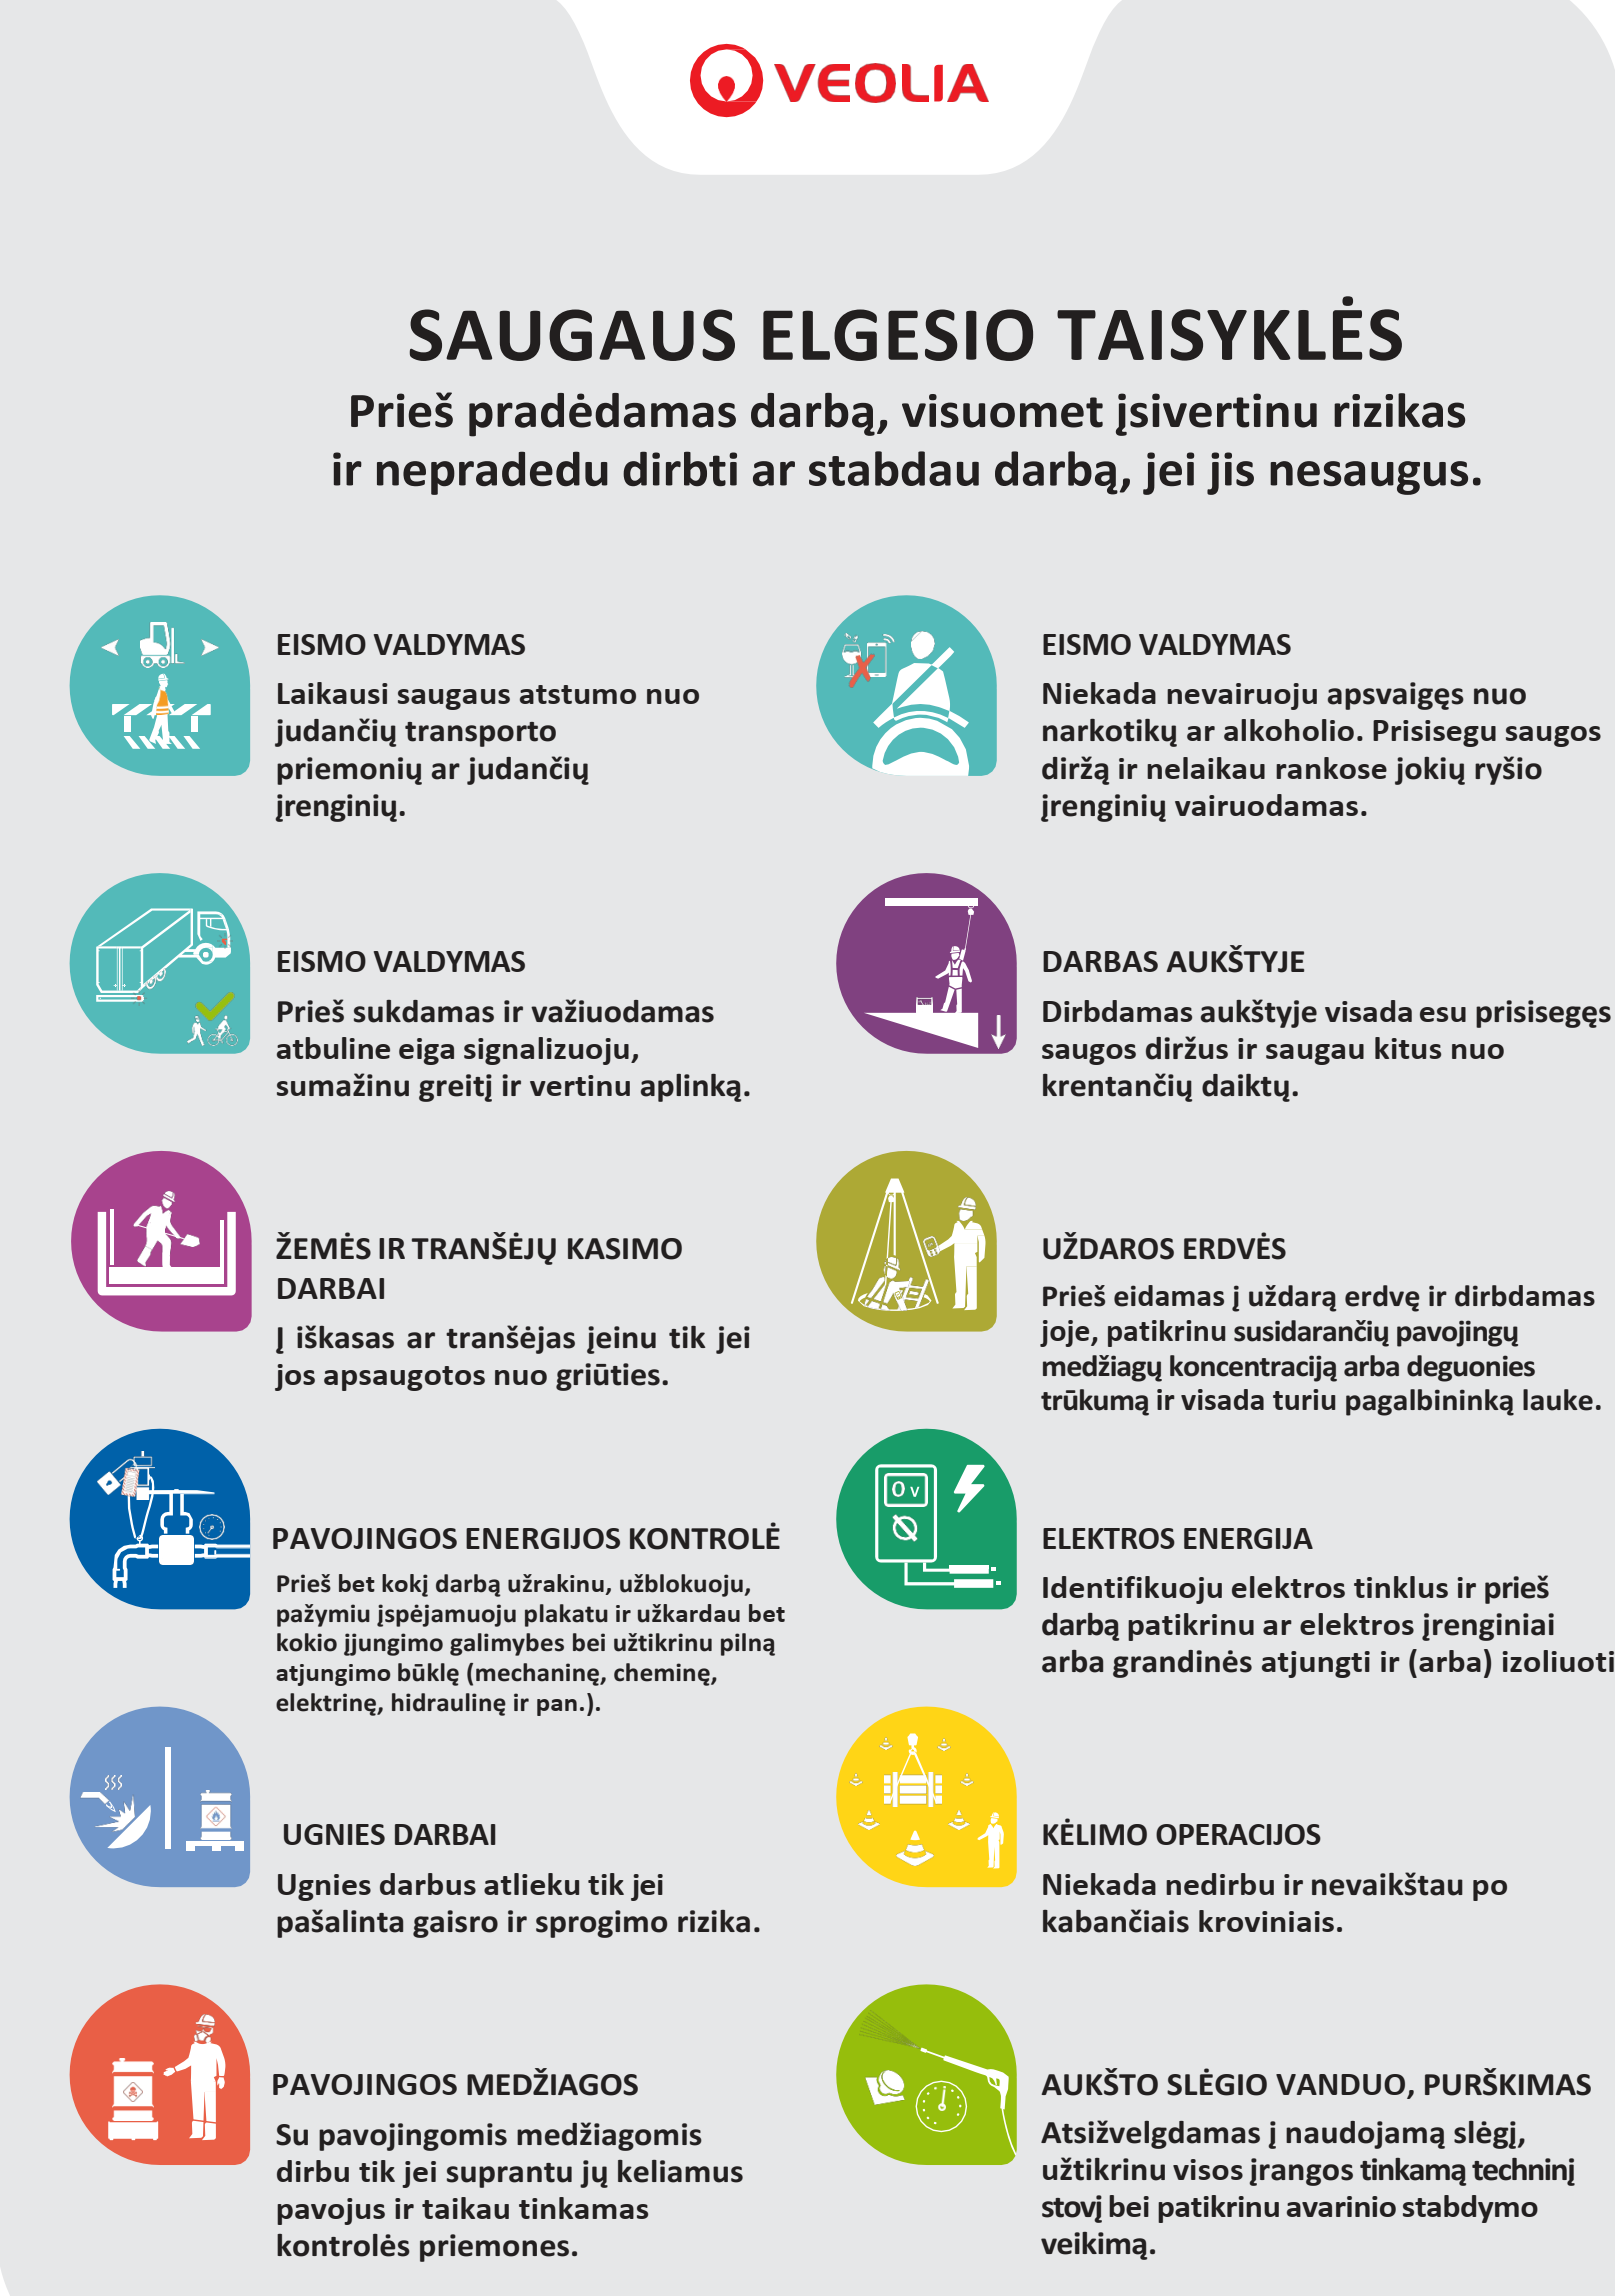 VEOLIA
SAUGAUS ELGESIO TAISYKLĖS
Prieš pradėdamas darbą, visuomet įsivertinu rizikas
ir nepradedu dirbti ar stabdau darbą, jei jis nesaugus.
EISMO VALDYMAS
Laikausi saugaus atstumo nuo
judančių transporto
priemonių ar judančių
įrenginių.
EISMO VALDYMAS
Niekada nevairuoju apsvaigęs nuo
narkotikų ar alkoholio. Prisisegu saugos
diržą ir nelaikau rankose jokių ryšio
įrenginių vairuodamas.
EISMO VALDYMAS
Prieš sukdamas ir važiuodamas
atbuline eiga signalizuoju,
sumažinu greitį ir vertinu aplinką.
DARBAS AUKŠTYJE
Dirbdamas aukštyje visada esu prisisegęs
saugos diržus ir saugau kitus nuo
krentančių daiktų.
ŽEMĖS IR TRANŠĖJŲ KASIMO
DARBAI
Į iškasas ar tranšėjas įeinu tik jei
jos apsaugotos nuo griūties.
UŽDAROS ERDVĖS
Prieš eidamas į uždarą erdvę ir dirbdamas
joje, patikrinu susidarančių pavojingų
medžiagų koncentraciją arba deguonies
trūkumą ir visada turiu pagalbininką lauke.
PAVOJINGOS ENERGIJOS KONTROLĖ
Prieš bet kokį darbą užrakinu, užblokuoju,
pažymiu įspėjamuoju plakatu ir užkardau bet
kokio įjungimo galimybes bei užtikrinu pilną
atjungimo būklę (mechaninę, cheminę,
elektrinę, hidraulinę ir pan.).
0 V
ELEKTROS ENERGIJA
Identifikuoju elektros tinklus ir prieš
darbą patikrinu ar elektros įrenginiai
arba grandinės atjungti ir (arba) izoliuoti
UGNIES DARBAI
Ugnies darbus atlieku tik jei
pašalinta gaisro ir sprogimo rizika.
KĖLIMO OPERACIJOS
Niekada nedirbu ir nevaikštau po
kabančiais kroviniais.
PAVOJINGOS MEDŽIAGOS
Su pavojingomis medžiagomis
dirbu tik jei suprantu jų keliamus
pavojus ir taikau tinkamas
kontrolės priemones.
AUKŠTO SLĖGIO VANDUO, PURŠKIMAS
Atsižvelgdamas į naudojamą slėgį,
užtikrinu visos įrangos tinkamą techninį
stovį bei patikrinu avarinio stabdymo
veikimą.